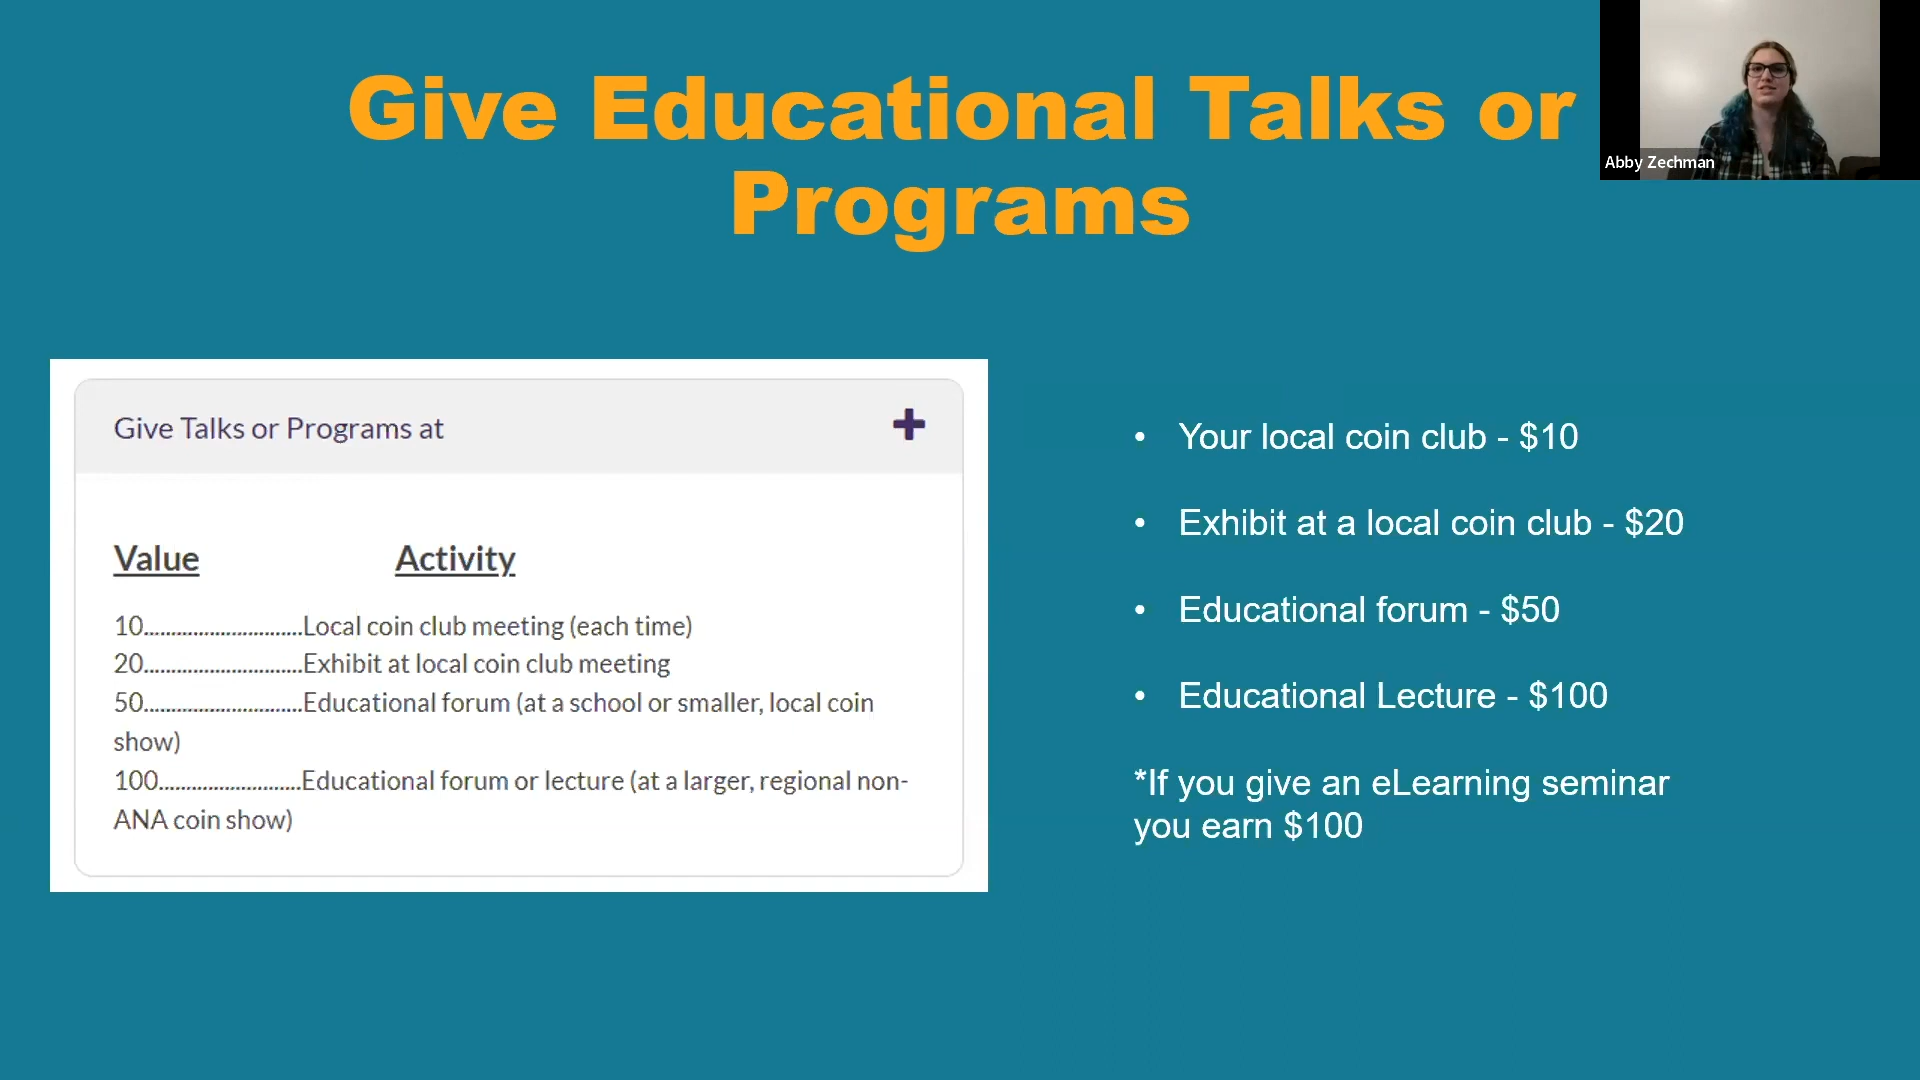 Give Educational Talks or
Programs
Abby Zechman
Give Talks or Programs at
Value Activity
10.............................Local coin club meeting (each time)
20.............................Exhibit at local coin club meeting
50.............................Educational forum (at a school or smaller, local coin
show)
100..........................Educational forum or lecture (at a larger, regional non-
ANA coin show)
• Your local coin club - $10
• Exhibit at a local coin club - $20
• Educational forum - $50
• Educational Lecture - $100
*If you give an eLearning seminar
you earn $100